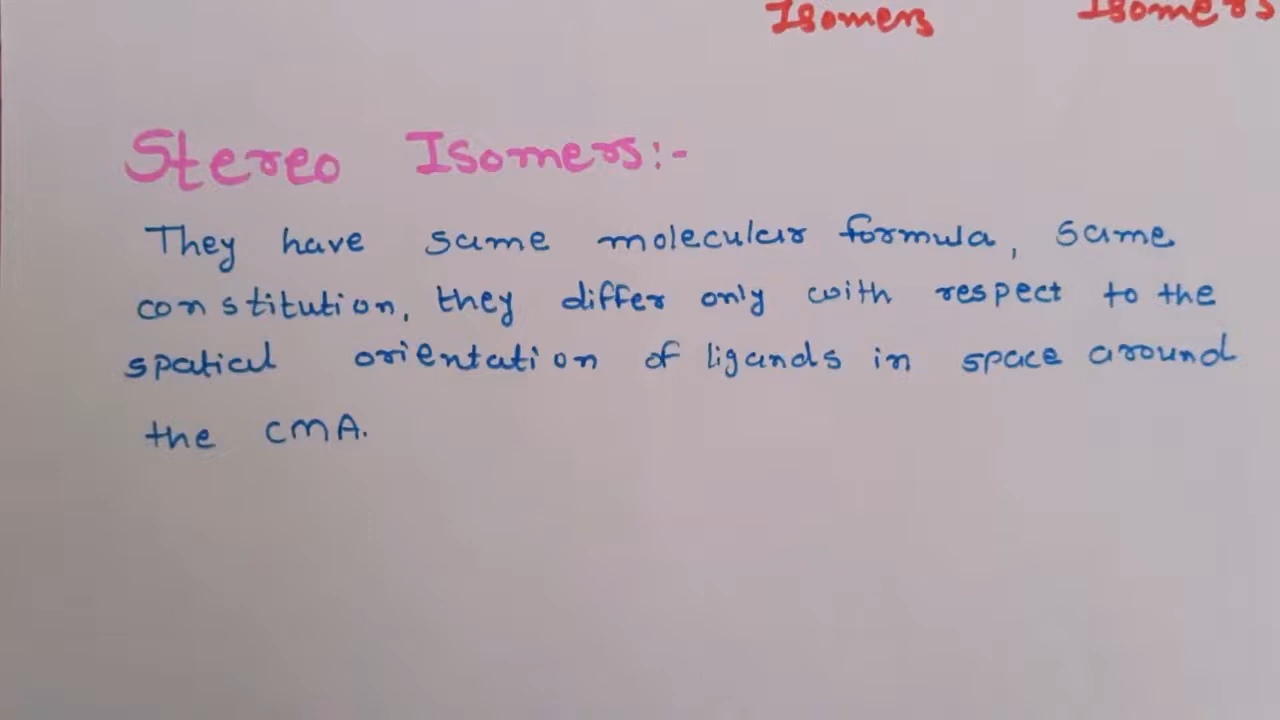 Isomers Isomers
Stereo Isomers:-
They have same molecular formula, same
constitution, they differ only with respect to the
spatial orientation of ligands in space around
the CMA.